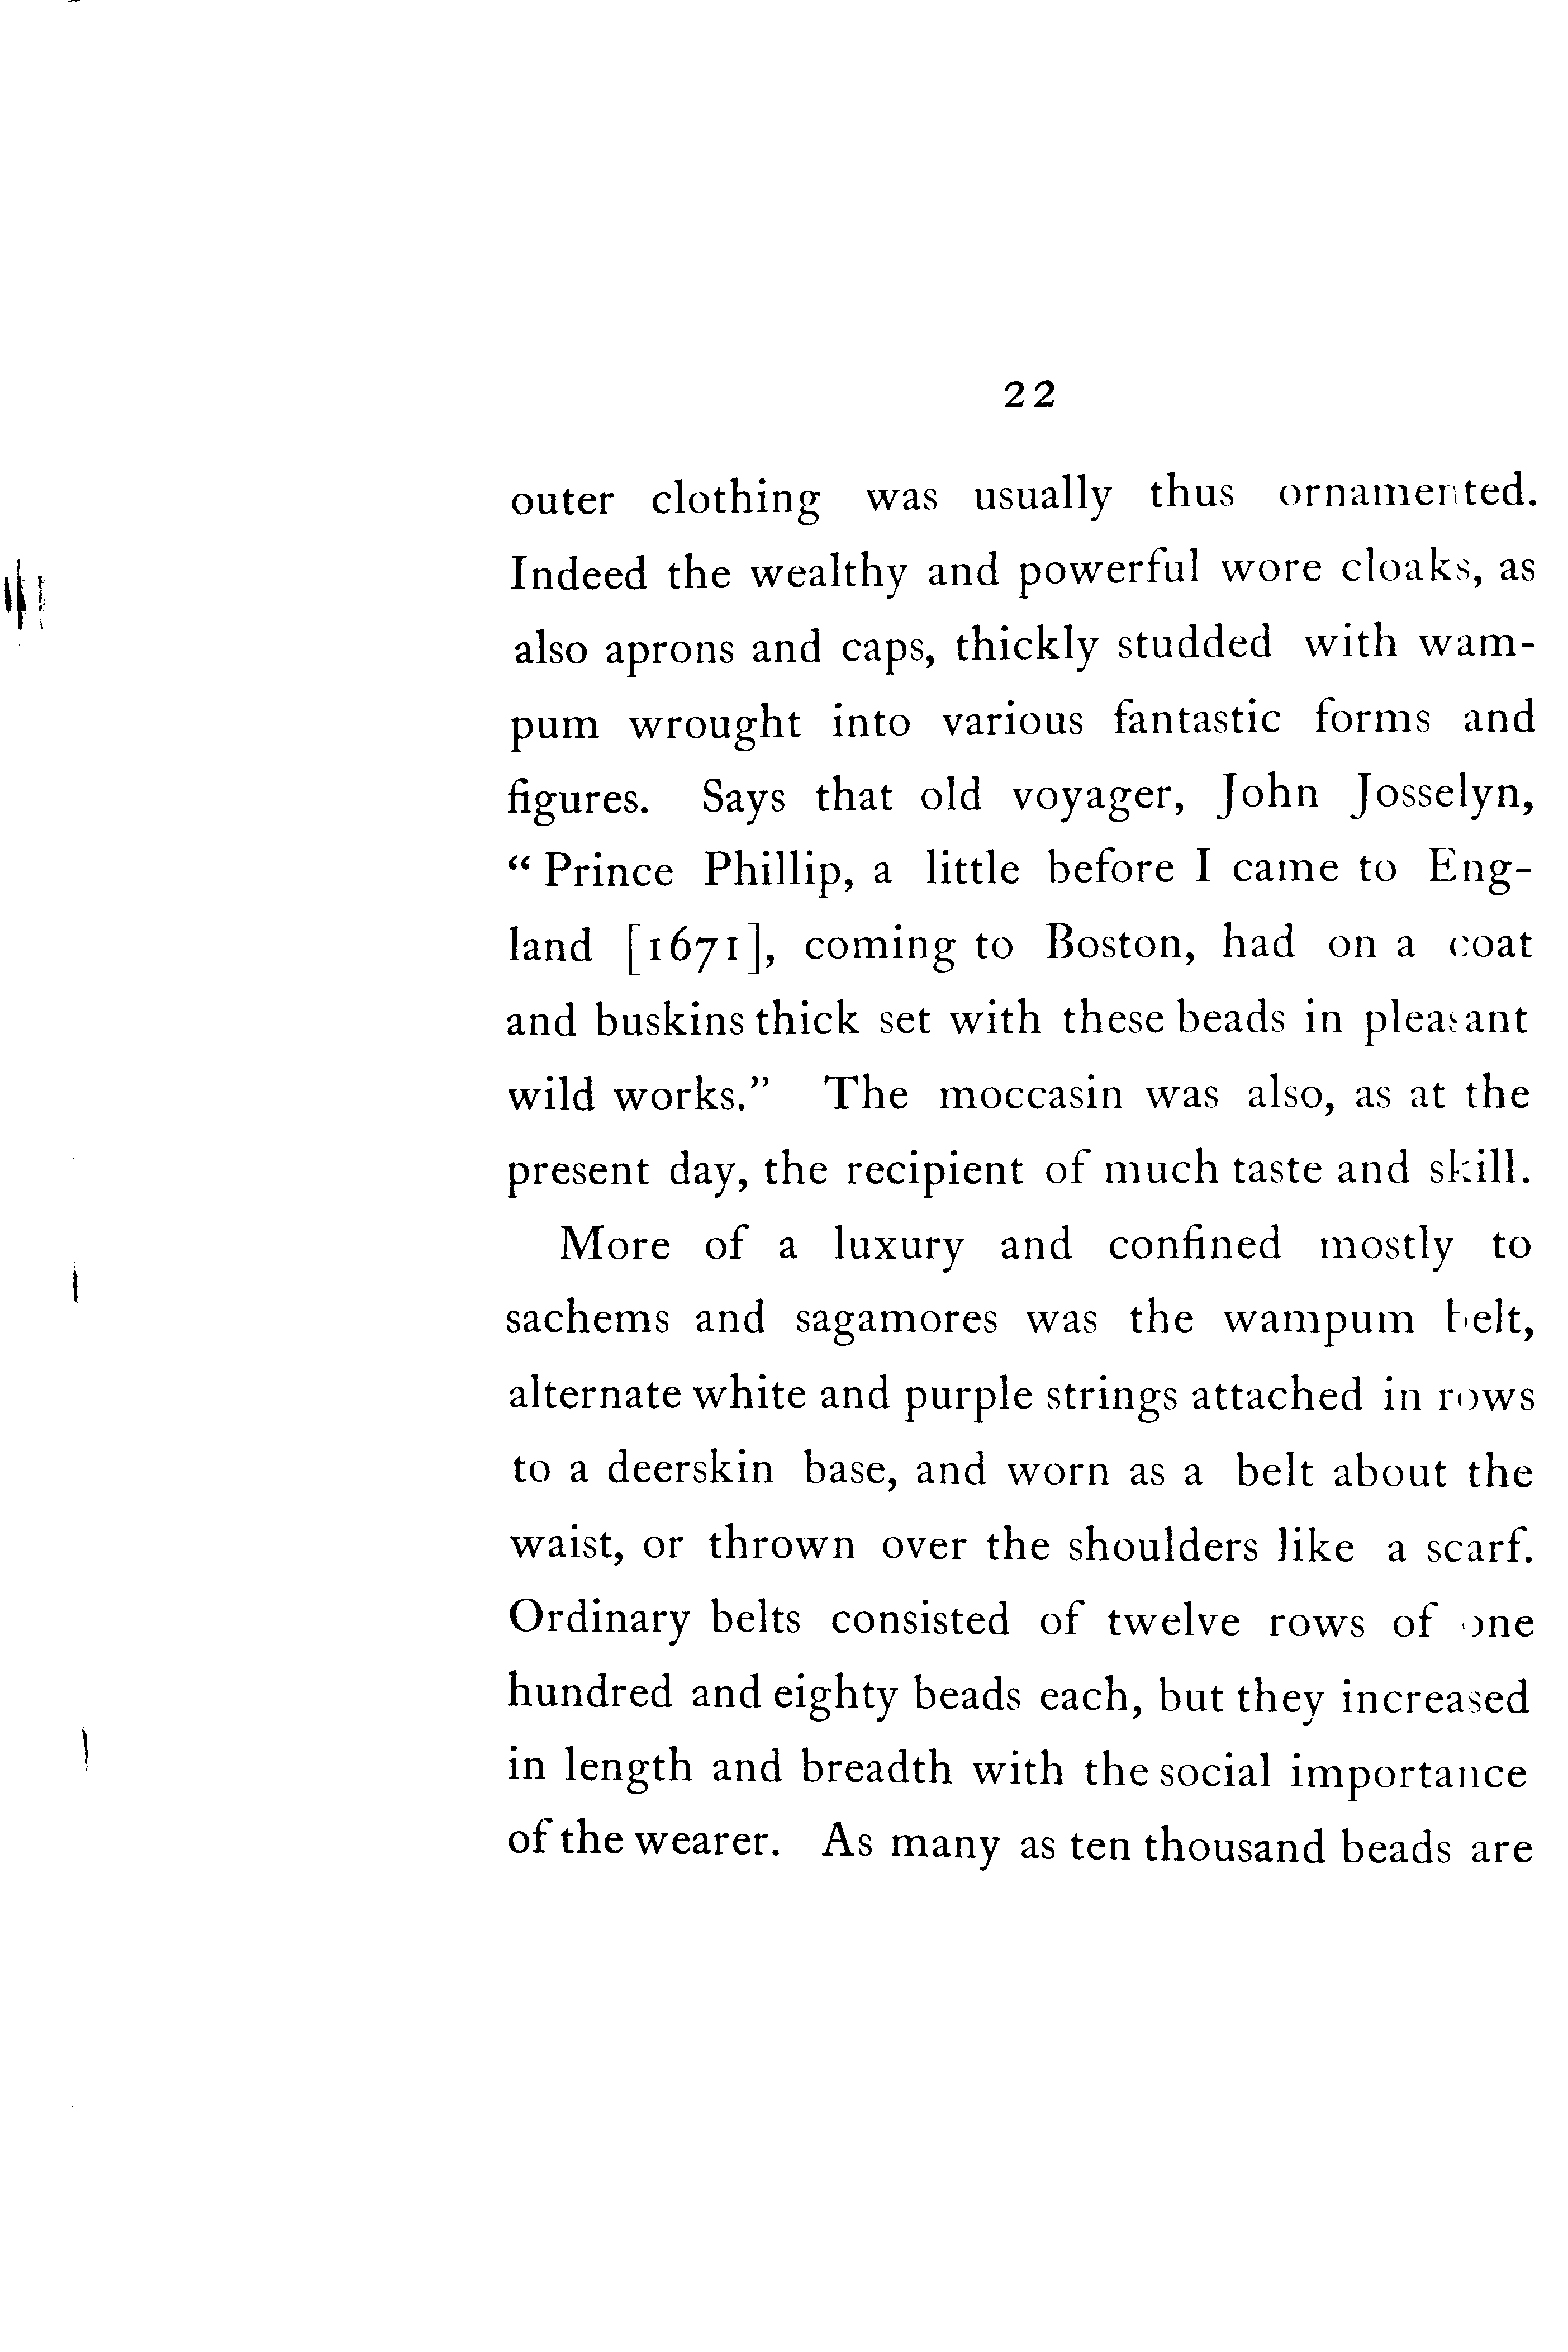 22
outer clothing was usually thus ornamented.
Indeed the wealthy and powerful wore cloaks, as
also aprons and caps, thickly studded with wam-
pum wrought into various fantastic forms and
figures. Says that old voyager, John Josselyn,
“ Prince Phillip, a little before I came to Eng-
land [1671], coming to Boston, had on a coat
and buskins thick set with these beads in pleasant
wild works.” The moccasin was also, as at the
present day, the recipient of much taste and skill.
More of a luxury and confined mostly to
sachems and sagamores was the wampum belt,
alternate white and purple strings attached in rows
to a deerskin base, and worn as a belt about the
waist, or thrown over the shoulders like a scarf.
Ordinary belts consisted of twelve rows of one
hundred and eighty beads each, but they increased
in length and breadth with the social importance
of the wearer. As many as ten thousand beads are